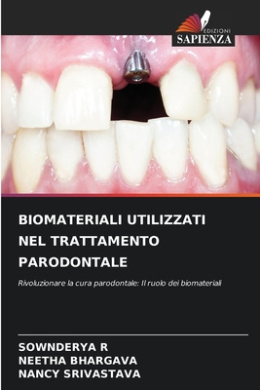 EDIZIONI
SAPIENZA
BIOMATERIALI UTILIZZATI
NEL TRATTAMENTO
PARODONTALE
Rivoluzionare la cura parodontale: Il ruolo dei biomateriali
SOWNDERYA R
NEETHA BHARGAVA
NANCY SRIVASTAVA